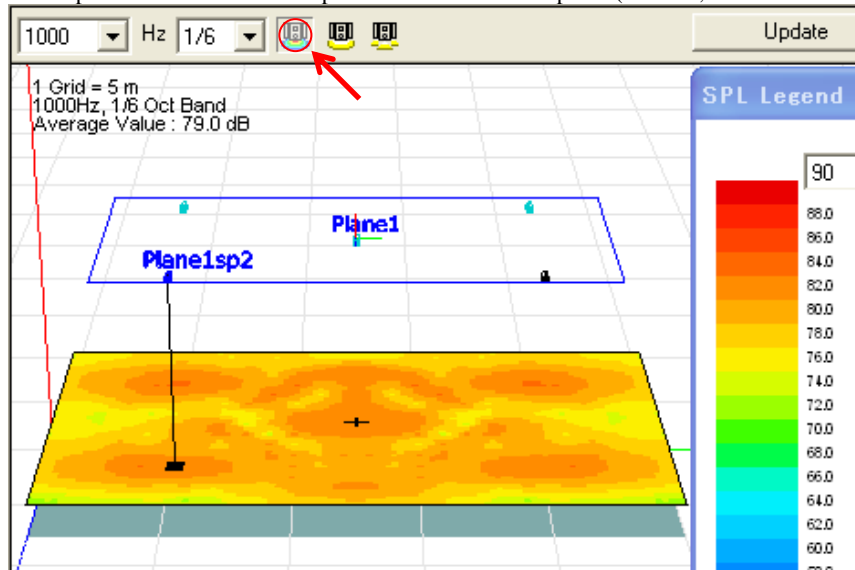 1000 Hz 1/6 Update
1 Grid = 5 m
1000Hz, 1/6 Oct Band
Average Value : 79.0 dB
SPL Legend
90
88.0
86.0
84.0
82.0
80.0
78.0
76.0
74.0
72.0
70.0
68.0
66.0
64.0
62.0
60.0
Plane1
Plane1sp2